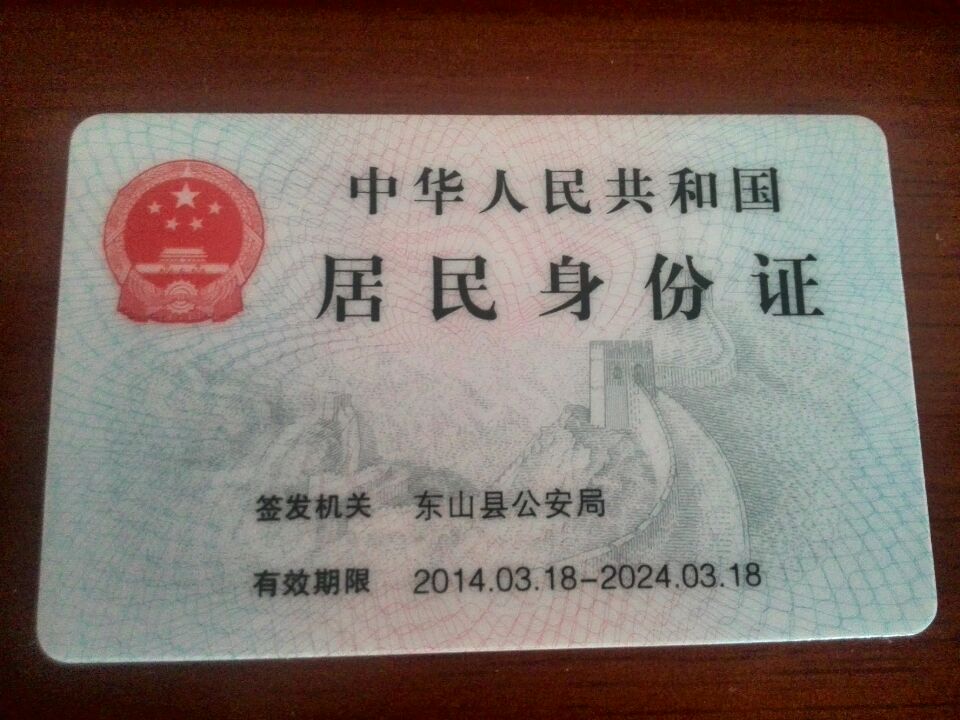 中华人民共和国
居民身份证
签发机关 东山县公安局
有效期限 2014.03.18-2024.03.18